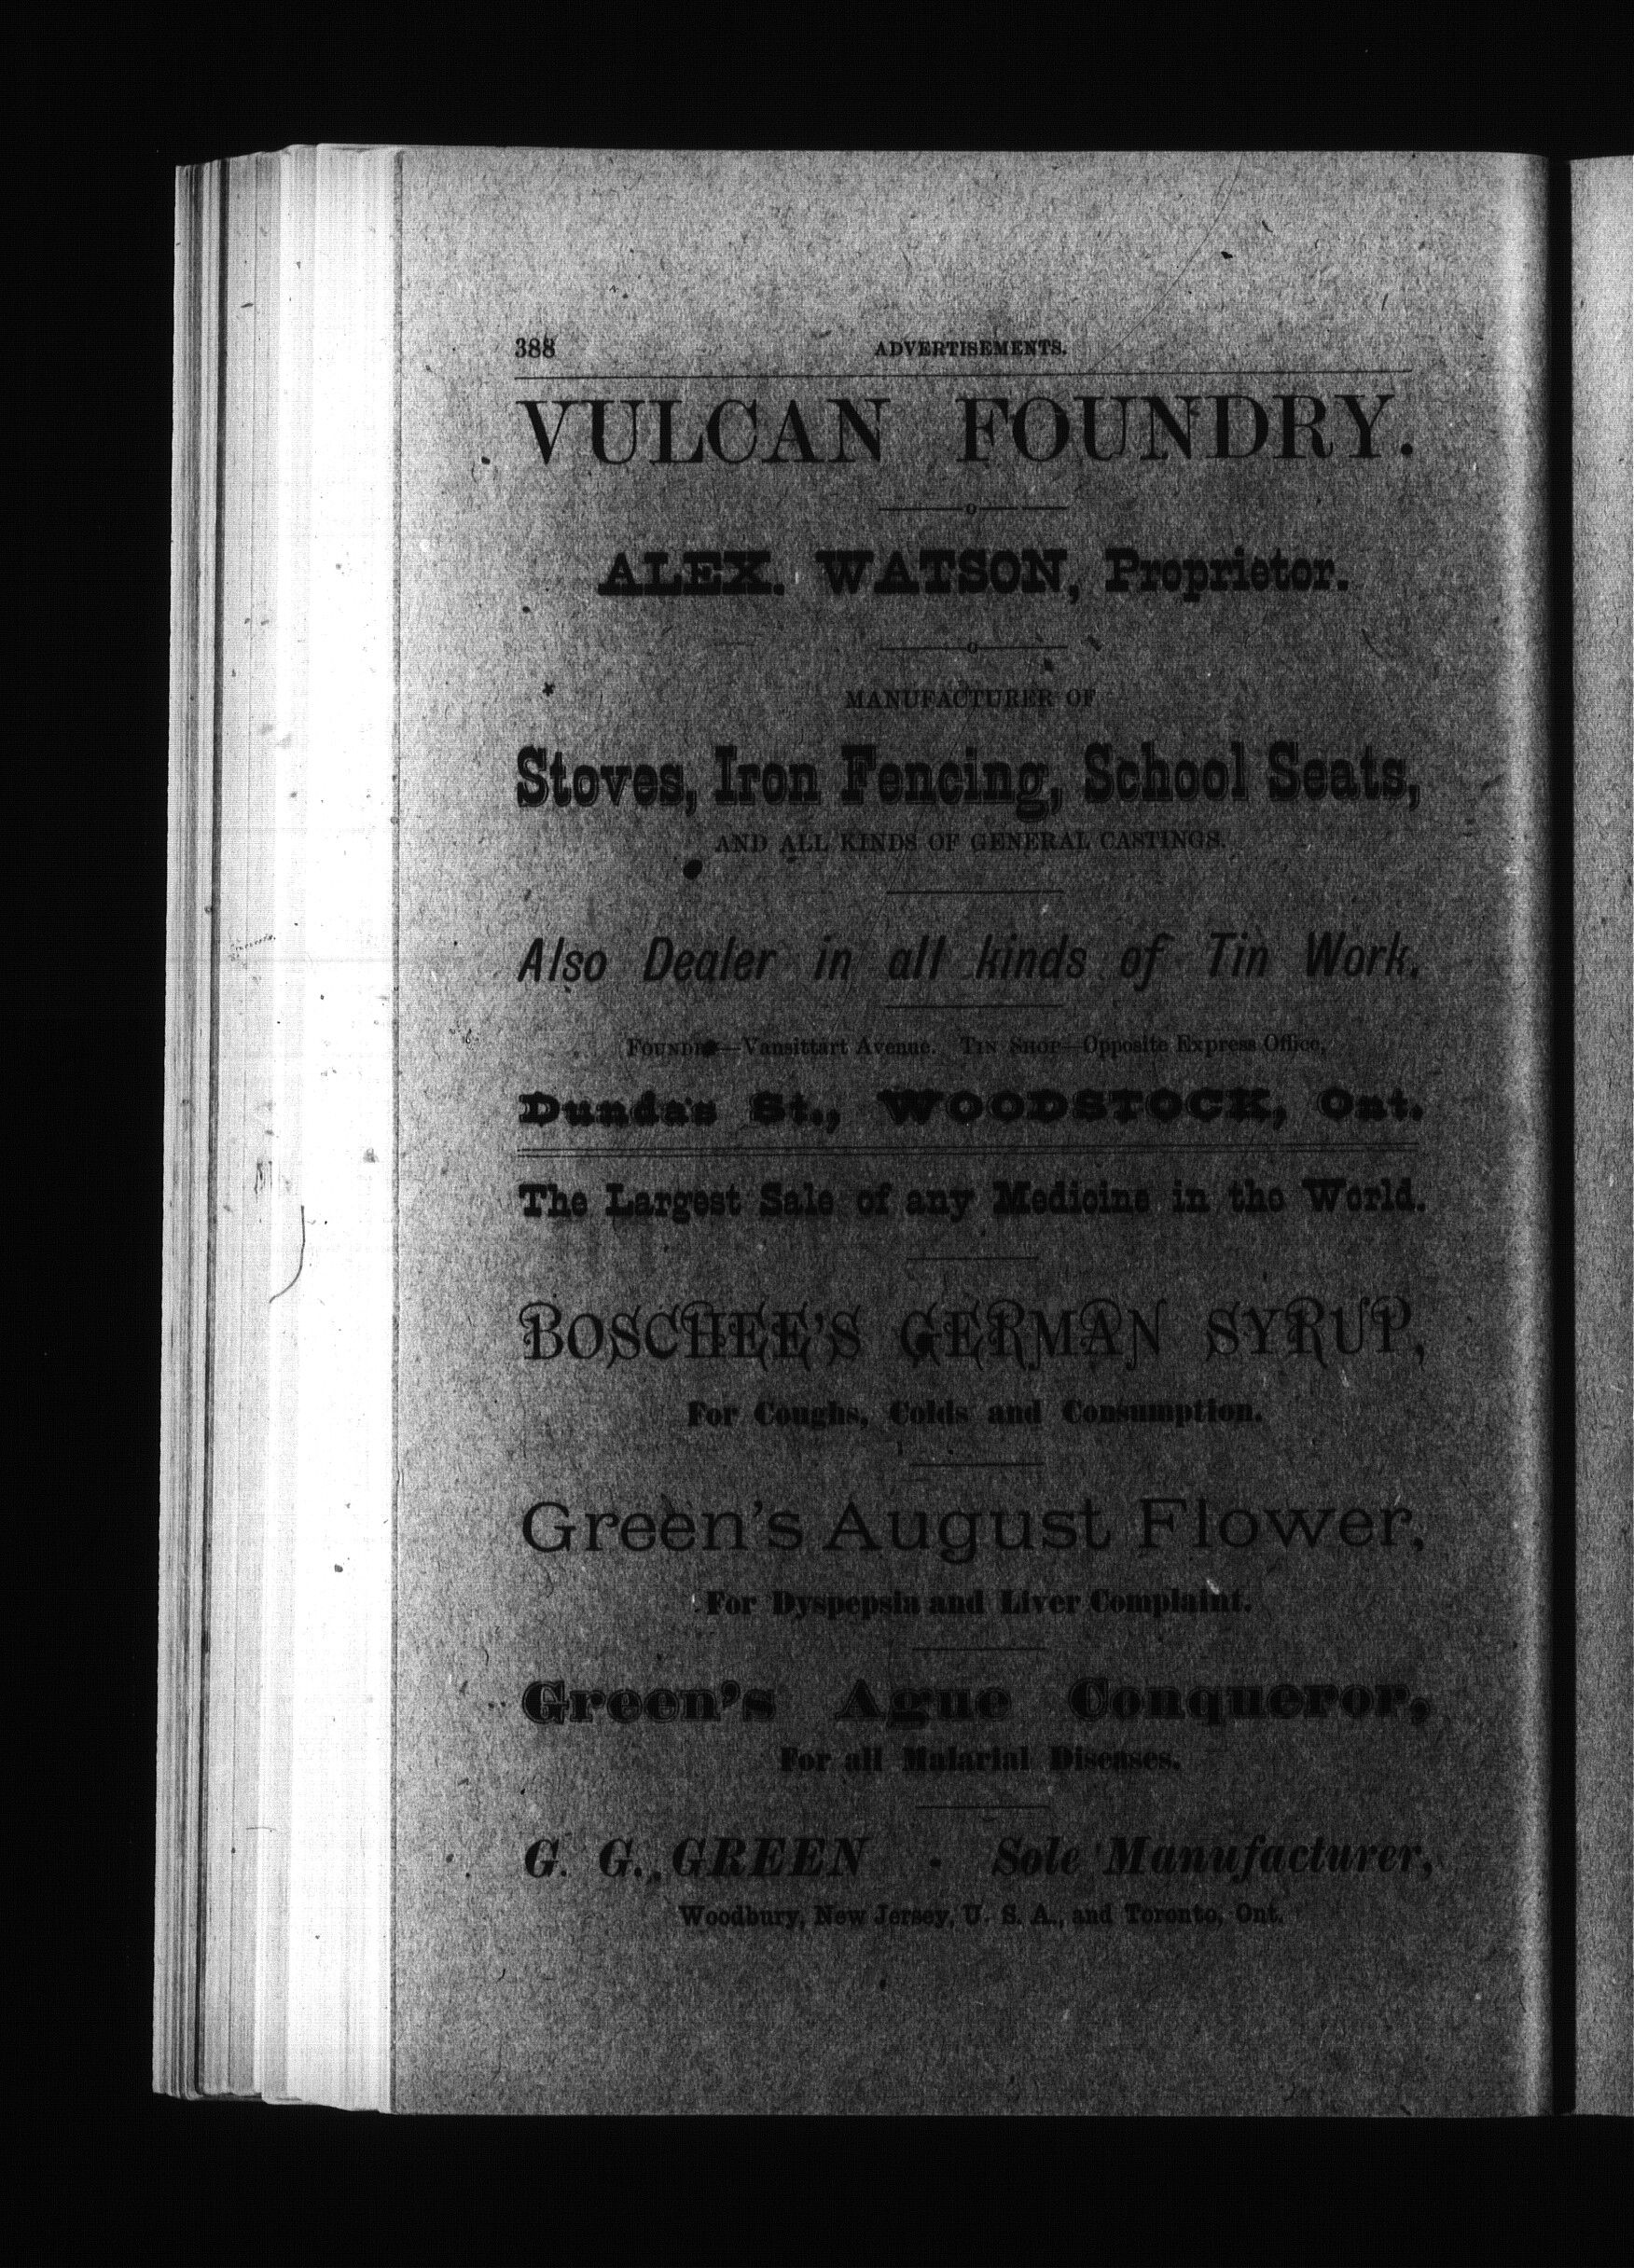 388 ADVERTISEMENTS.
VULCAN FOUNDRY.
ALEX. WATSON, Proprietor.
MANUFACTURER OF
Stoves, Iron Fencing, School Seats,
AND ALL KINDS OF GENERAL CASTINGS.
Also Dealer in all kinds of Tin Work.
FOUNDRY—Vansittart Avenue. TIN SHOP—Opposite Express Office,
Dundas St., WOODSTOCK, Ont.
The Largest Sale of any Medicine in the World.
BOSCHEE'S GERMAN SYRUP,
For Coughs, Colds and Consumption.
Green's August Flower,
For Dyspepsia and Liver Complaint.
Green's Ague Conqueror,
For all Malarial Diseases.
G. G. GREEN - Sole Manufacturer,
Woodbury, New Jersey, U. S. A., and Toronto, Ont.